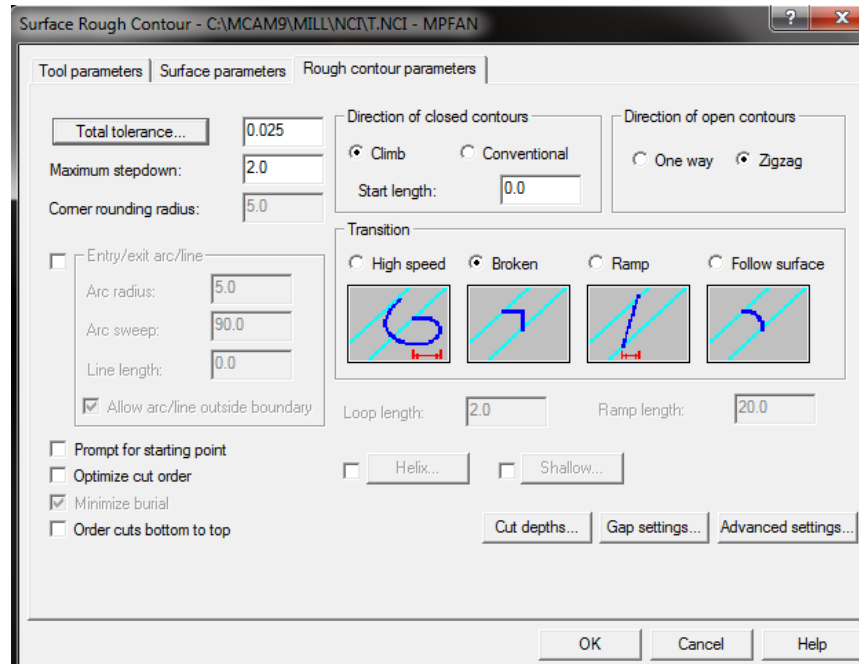 Surface Rough Contour - C:\MCAM9\MILL\NCI\T.NCI - MPFAN
? x
Tool parameters Surface parameters Rough contour parameters
Total tolerance... 0.025
Maximum stepdown: 2.0
Corner rounding radius: 5.0
Direction of closed contours
Climb Conventional
Start length: 0.0
Direction of open contours
One way Zigzag
Entry/exit arc/line
Arc radius: 5.0
Arc sweep: 90.0
Line length: 0.0
Allow arc/line outside boundary
Transition
High speed Broken Ramp Follow surface
Loop length: 2.0 Ramp length: 20.0
Prompt for starting point
Optimize cut order
Minimize burial
Order cuts bottom to top
Helix... Shallow...
Cut depths... Gap settings... Advanced settings...
OK Cancel Help